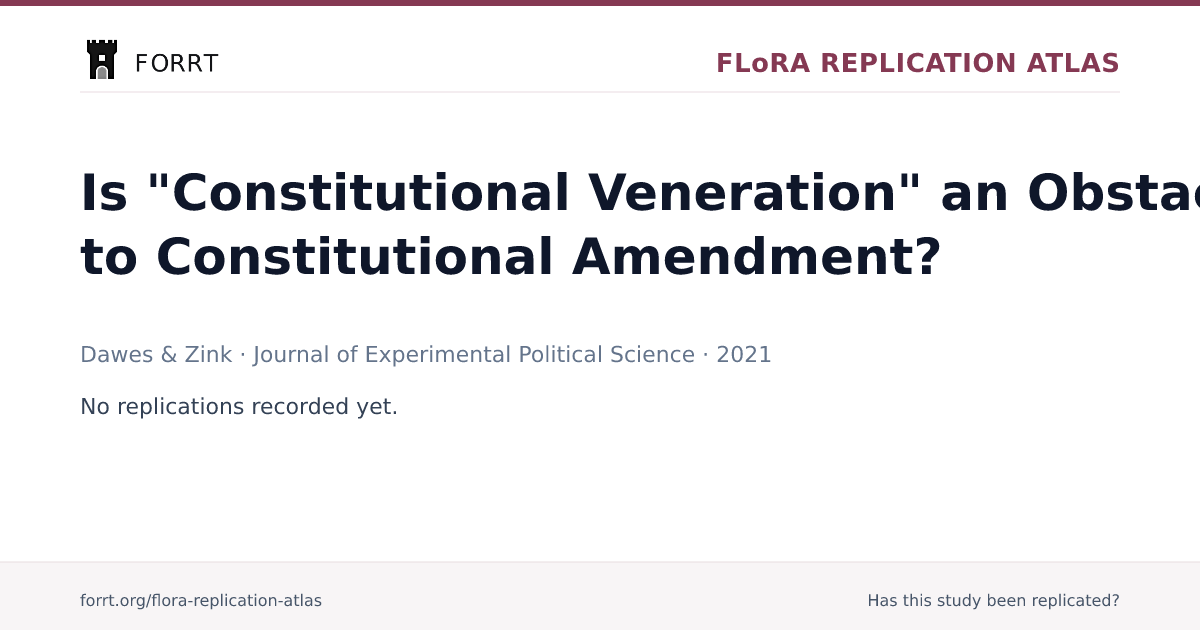 FORRT
FLoRA REPLICATION ATLAS
Is "Constitutional Veneration" an
to Constitutional Amendment?
Dawes & Zink · Journal of Experimental Political Science · 2021
No replications recorded yet.
forrt.org/flora-replication-atlas
Has this study been replicated?